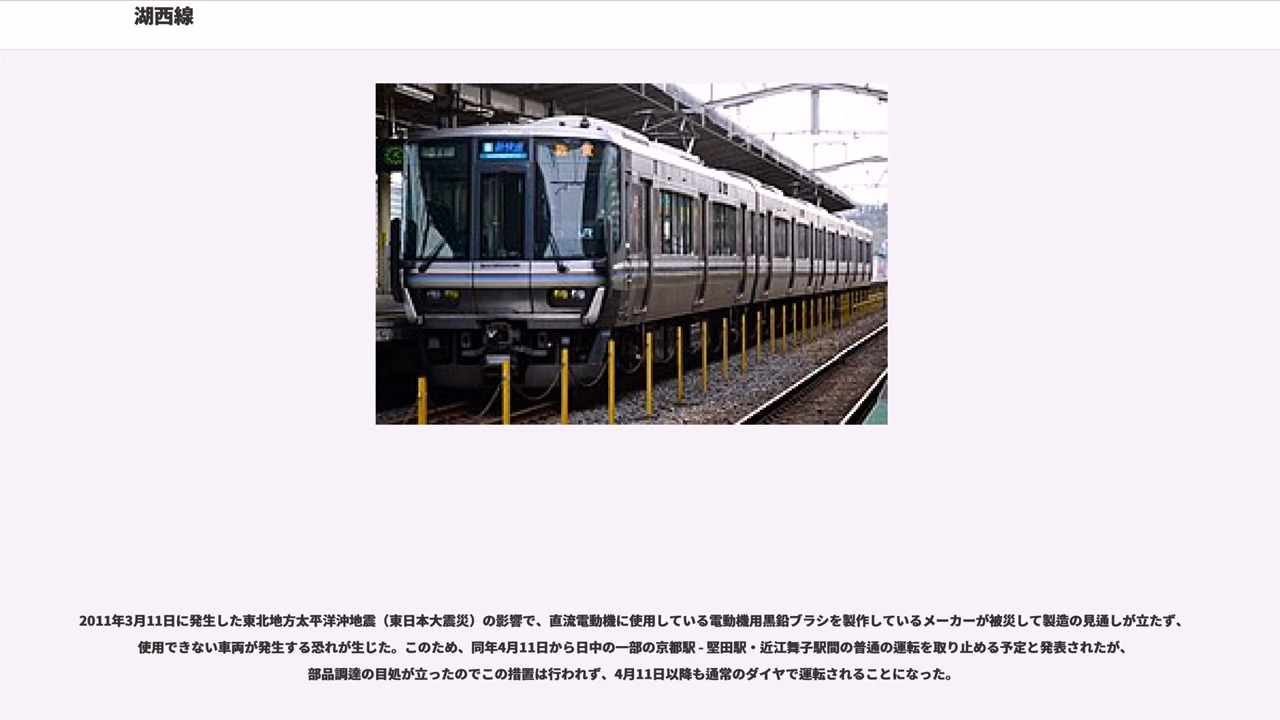 湖西線
新快速
2011年3月11日に発生した東北地方太平洋沖地震（東日本大震災）の影響で、直流電動機に使用している電動機用黒鉛ブラシを製作しているメーカーが被災して製造の見通しが立たず、
使用できない車両が発生する恐れが生じた。このため、同年4月11日から日中の一部の京都駅 - 堅田駅・近江舞子駅間の普通の運転を取り止める予定と発表されたが、
部品調達の目処が立ったのでこの措置は行われず、4月11日以降も通常のダイヤで運転されることになった。